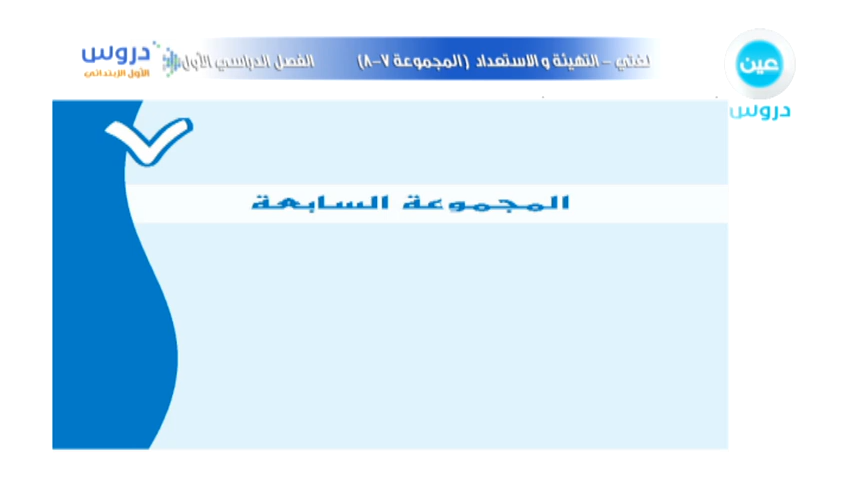 لغتي – التهيئة و الاستعداد (المجموعة ٧–٨) الفصل الدراسي الأول
دروس
الأول الابتدائي
عين
دروس
المجموعة السابعة